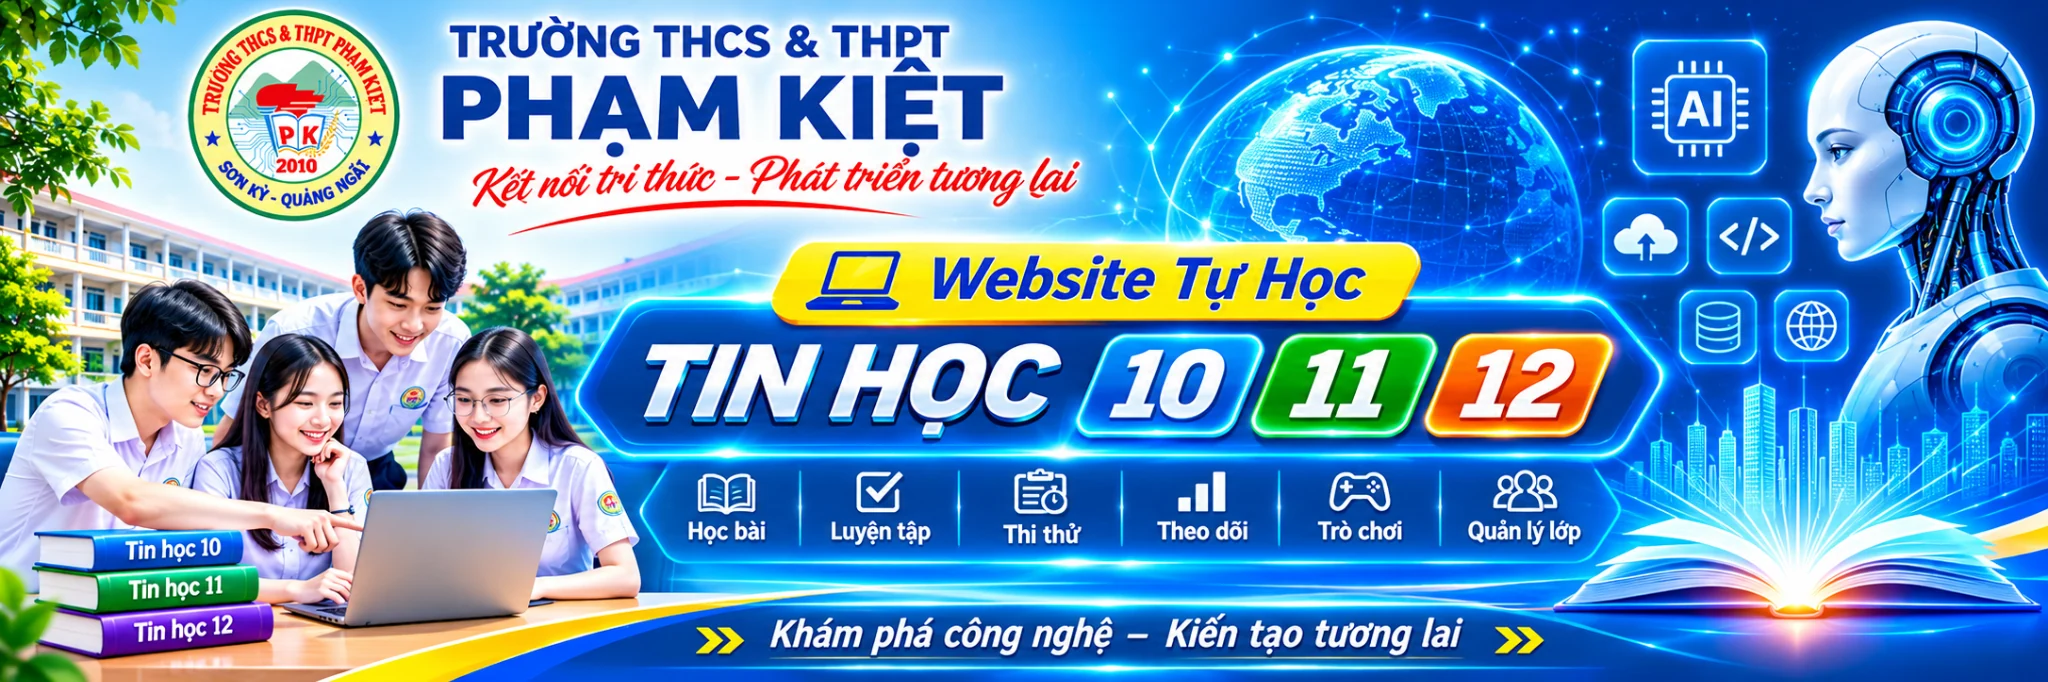 TRƯỜNG THCS & THPT PHẠM KIỆT
PK
2010
SƠN KỲ - QUẢNG NGÃI
TRƯỜNG THCS & THPT
PHẠM KIỆT
Kết nối tri thức - Phát triển tương lai
AI
</>
Website Tự Học
TIN HỌC 10 11 12
Học bài Luyện tập Thi thử Theo dõi Trò chơi Quản lý lớp
Tin học 10
Tin học 11
Tin học 12
Khám phá công nghệ – Kiến tạo tương lai